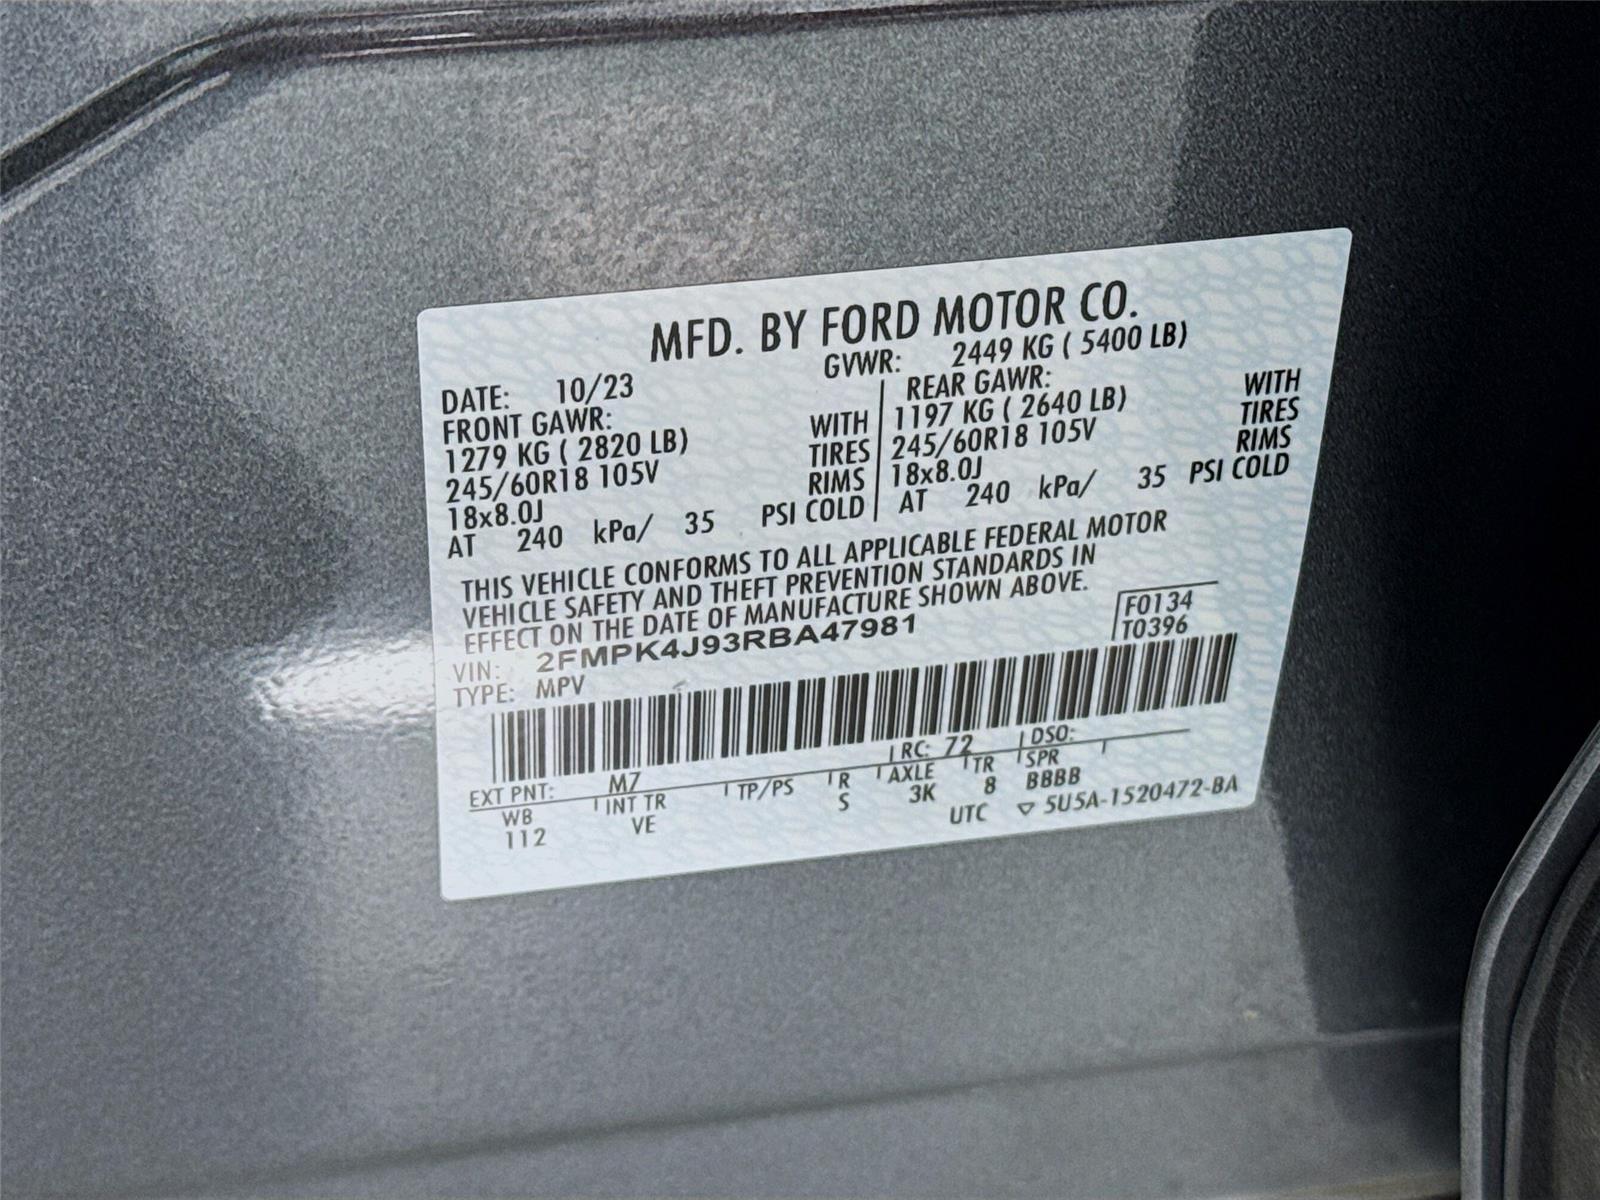 MFD. BY FORD MOTOR CO.
DATE: 10/23 GVWR: 2449 KG ( 5400 LB)
FRONT GAWR: REAR GAWR:
1279 KG ( 2820 LB) WITH 1197 KG ( 2640 LB) WITH
245/60R18 105V TIRES 245/60R18 105V TIRES
18x8.0J RIMS 18x8.0J RIMS
AT 240 kPa/ 35 PSI COLD AT 240 kPa/ 35 PSI COLD
THIS VEHICLE CONFORMS TO ALL APPLICABLE FEDERAL MOTOR
VEHICLE SAFETY AND THEFT PREVENTION STANDARDS IN
EFFECT ON THE DATE OF MANUFACTURE SHOWN ABOVE.
VIN: 2FMPK4J93RBA47981 F0134
TYPE: MPV T0396
EXT PNT: M7 RC: 72 DSO:
WB INT TR TP/PS R AXLE TR SPR
112 VE S 3K 8 BBBB
UTC ▽ 5U5A-1520472-BA